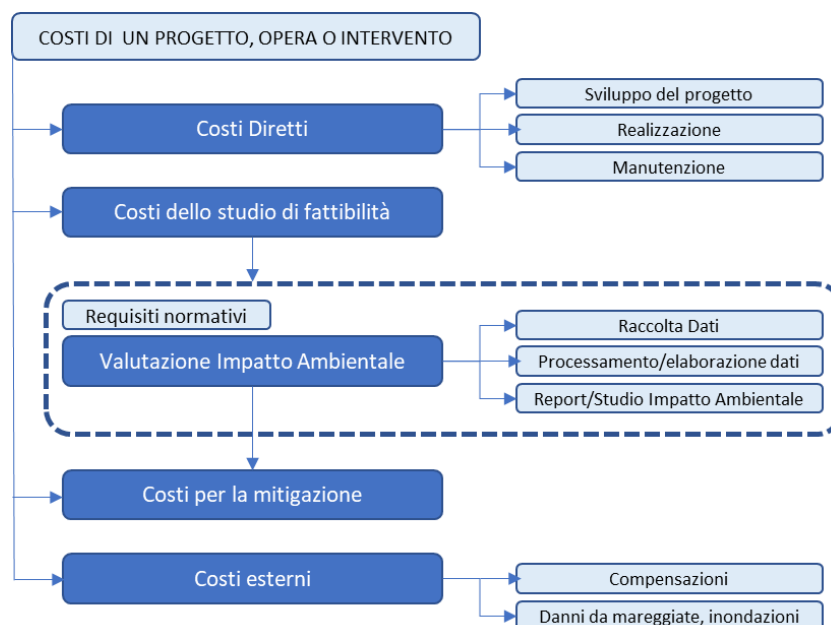 COSTI DI UN PROGETTO, OPERA O INTERVENTO
Costi Diretti
Sviluppo del progetto
Realizzazione
Manutenzione
Costi dello studio di fattibilità
Requisiti normativi
Valutazione Impatto Ambientale
Raccolta Dati
Processamento/elaborazione dati
Report/Studio Impatto Ambientale
Costi per la mitigazione
Costi esterni
Compensazioni
Danni da mareggiate, inondazioni